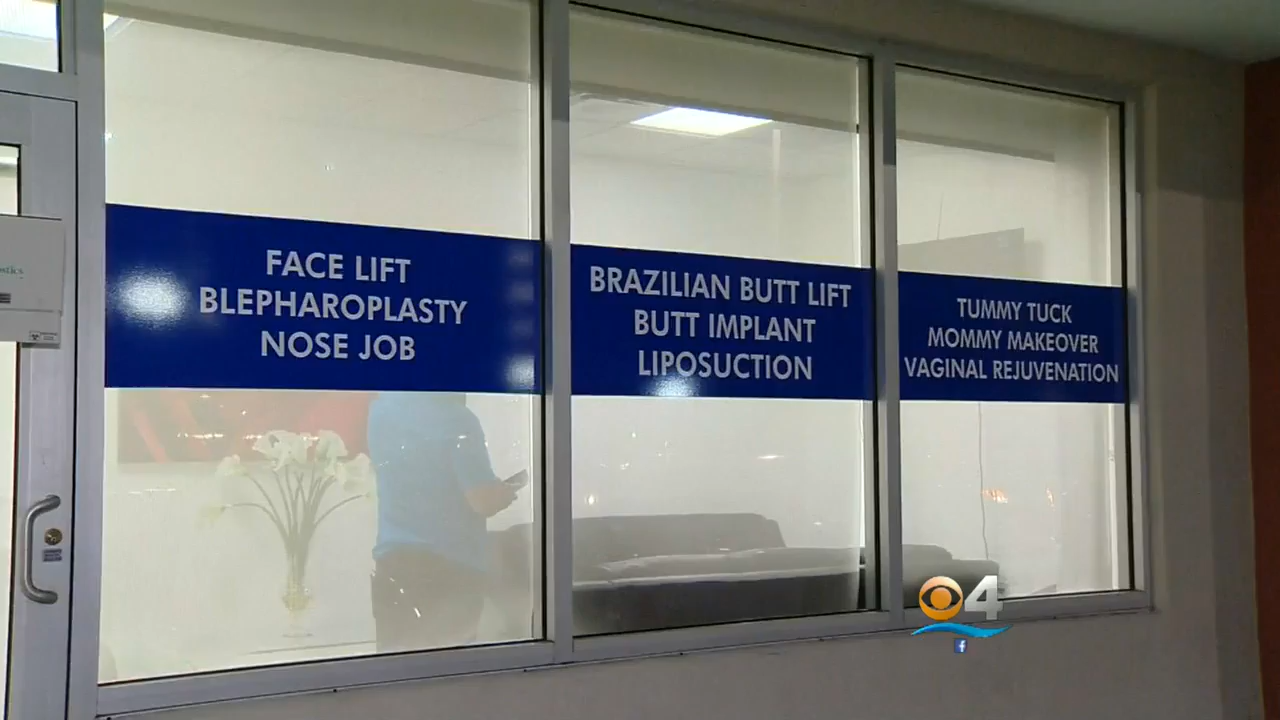 FACE LIFT
BLEPHAROPLASTY
NOSE JOB
BRAZILIAN BUTT LIFT
BUTT IMPLANT
LIPOSUCTION
TUMMY TUCK
MOMMY MAKEOVER
VAGINAL REJUVENATION
4
f